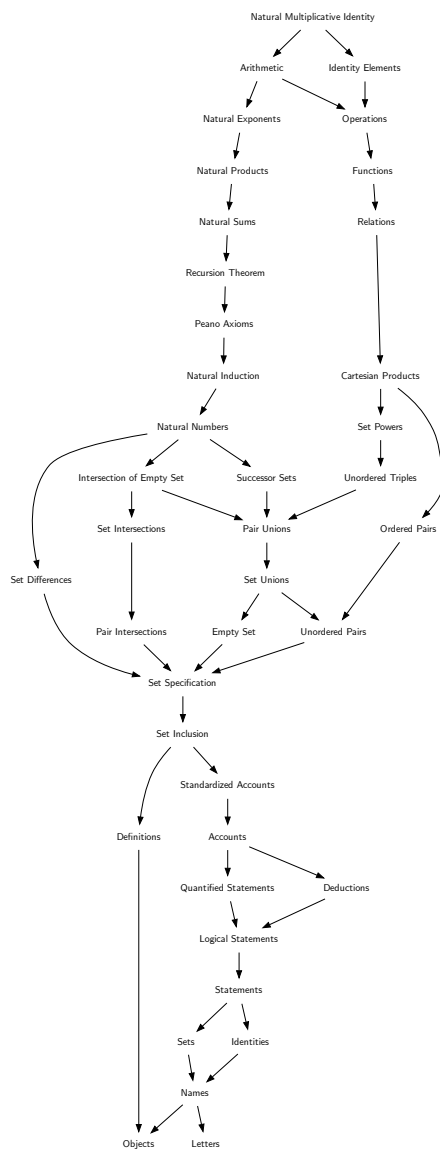 Natural Multiplicative Identity
Arithmetic
Identity Elements
Natural Exponents
Operations
Natural Products
Functions
Natural Sums
Relations
Recursion Theorem
Peano Axioms
Natural Induction
Cartesian Products
Natural Numbers
Set Powers
Intersection of Empty Set
Successor Sets
Unordered Triples
Set Intersections
Pair Unions
Ordered Pairs
Set Differences
Set Unions
Pair Intersections
Empty Set
Unordered Pairs
Set Specification
Set Inclusion
Standardized Accounts
Definitions
Accounts
Quantified Statements
Deductions
Logical Statements
Statements
Sets
Identities
Names
Objects
Letters